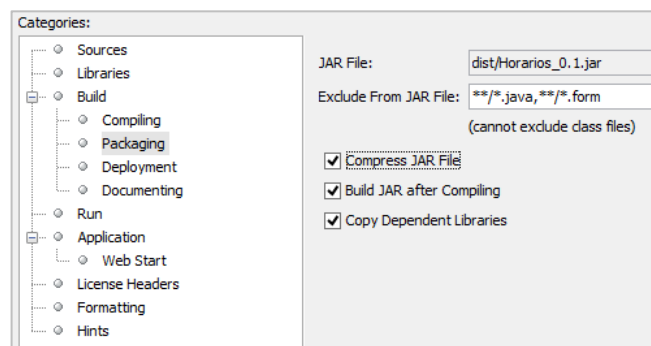 Categories:
Sources
Libraries
Build
Compiling
Packaging
Deployment
Documenting
Run
Application
Web Start
License Headers
Formatting
Hints
JAR File: dist/Horarios_0.1.jar
Exclude From JAR File: **/*.java,**/*.form
(cannot exclude class files)
Compress JAR File
Build JAR after Compiling
Copy Dependent Libraries